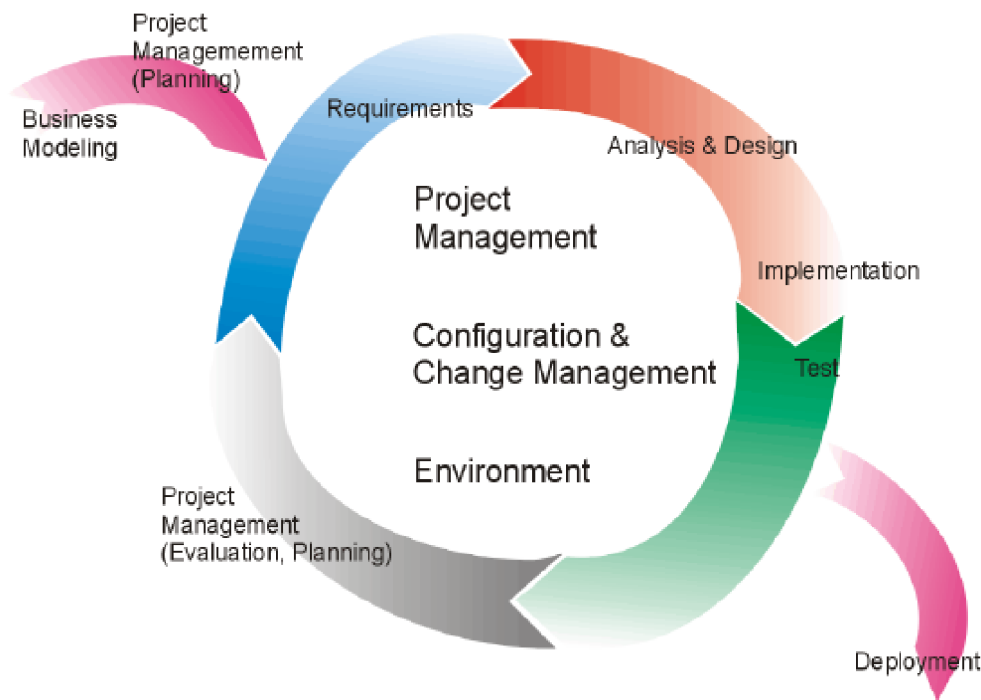 Project
Managemement
(Planning)
Business
Modeling
Requirements
Analysis & Design
Project
Management
Implementation
Configuration &
Change Management
Test
Environment
Project
Management
(Evaluation, Planning)
Deployment